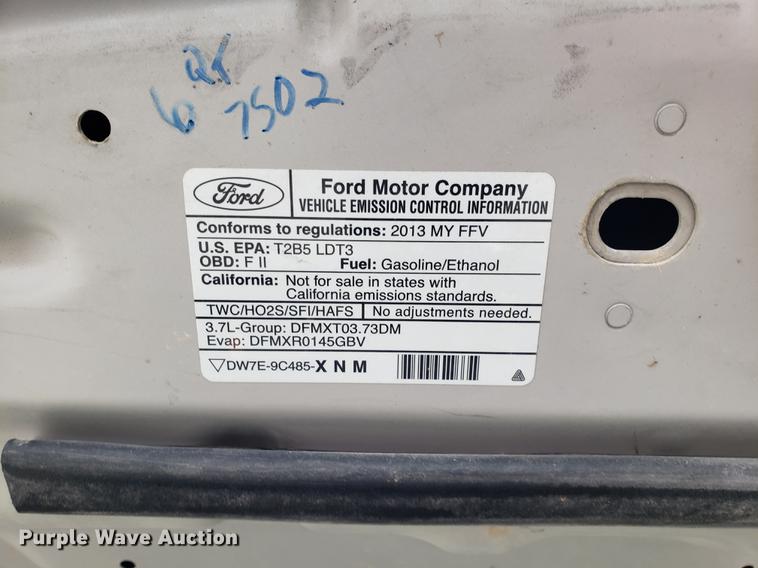 6 QT
7502
Ford
Ford Motor Company
VEHICLE EMISSION CONTROL INFORMATION
Conforms to regulations: 2013 MY FFV
U.S. EPA: T2B5 LDT3
OBD: F II Fuel: Gasoline/Ethanol
California: Not for sale in states with
California emissions standards.
TWC/HO2S/SFI/HAFS No adjustments needed.
3.7L-Group: DFMXT03.73DM
Evap: DFMXR0145GBV
DW7E-9C485-X N M
Purple Wave Auction